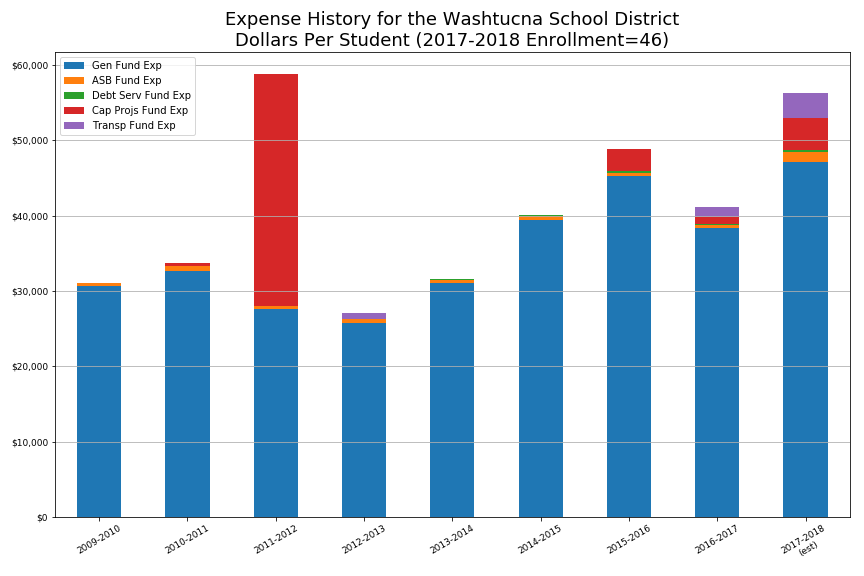 Expense History for the Washtucna School District
Dollars Per Student (2017-2018 Enrollment=46)
Gen Fund Exp
ASB Fund Exp
Debt Serv Fund Exp
Cap Projs Fund Exp
Transp Fund Exp
$60,000
$50,000
$40,000
$30,000
$20,000
$10,000
$0
2009-2010
2010-2011
2011-2012
2012-2013
2013-2014
2014-2015
2015-2016
2016-2017
2017-2018
(est)